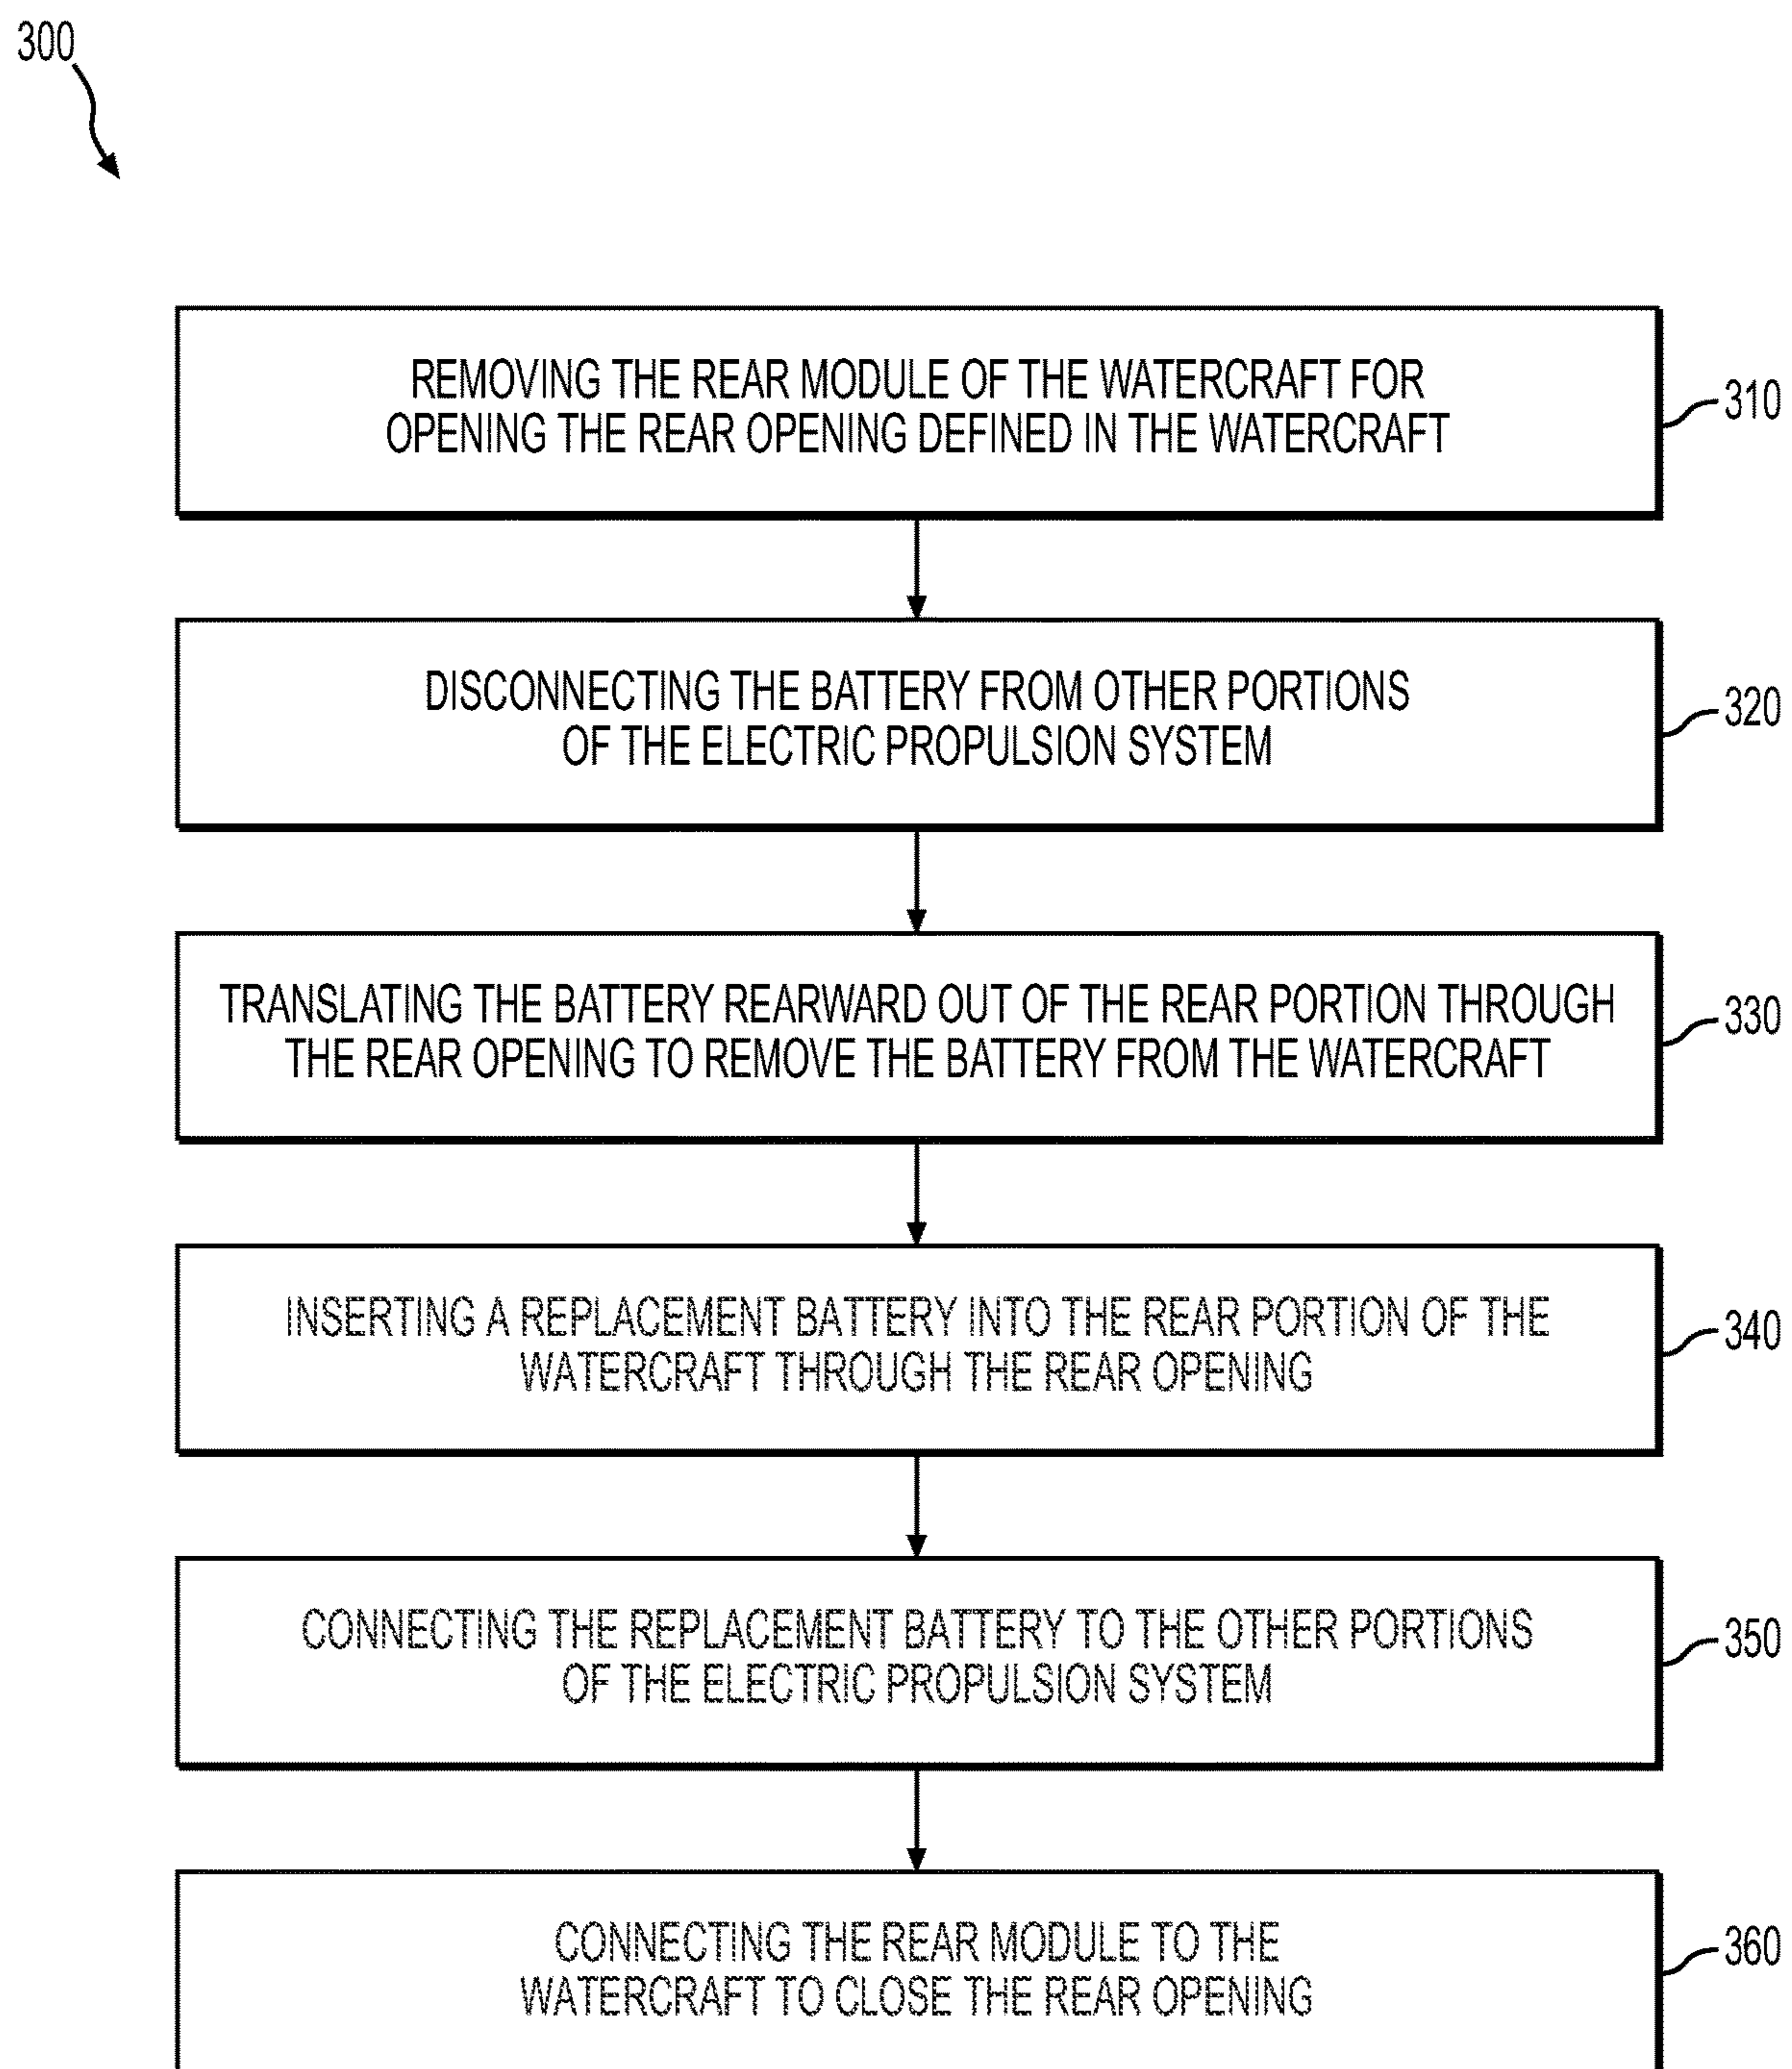 300
REMOVING THE REAR MODULE OF THE WATERCRAFT FOR
OPENING THE REAR OPENING DEFINED IN THE WATERCRAFT
310
DISCONNECTING THE BATTERY FROM OTHER PORTIONS
OF THE ELECTRIC PROPULSION SYSTEM
320
TRANSLATING THE BATTERY REARWARD OUT OF THE REAR PORTION THROUGH
THE REAR OPENING TO REMOVE THE BATTERY FROM THE WATERCRAFT
330
INSERTING A REPLACEMENT BATTERY INTO THE REAR PORTION OF THE
WATERCRAFT THROUGH THE REAR OPENING
340
CONNECTING THE REPLACEMENT BATTERY TO THE OTHER PORTIONS
OF THE ELECTRIC PROPULSION SYSTEM
350
CONNECTING THE REAR MODULE TO THE
WATERCRAFT TO CLOSE THE REAR OPENING
360